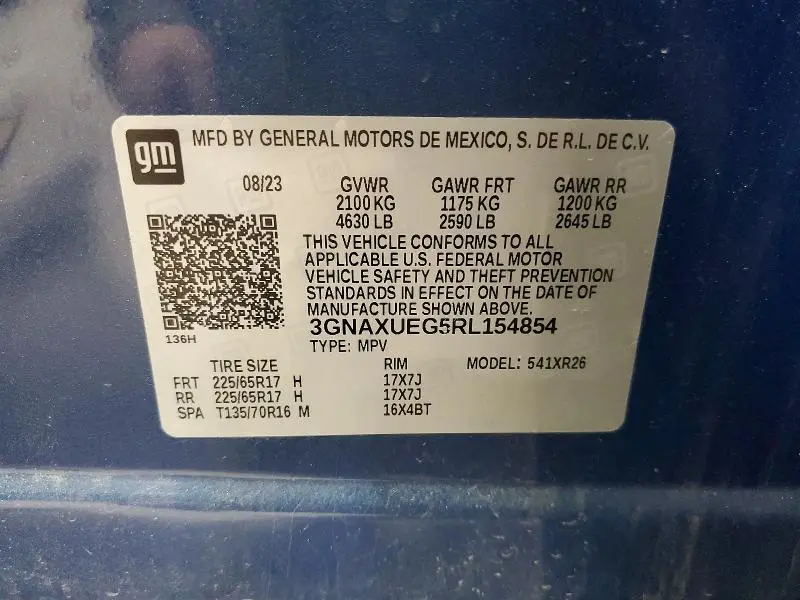 gm MFD BY GENERAL MOTORS DE MEXICO, S. DE R.L. DE C.V.
08/23 GVWR GAWR FRT GAWR RR
2100 KG 1175 KG 1200 KG
4630 LB 2590 LB 2645 LB
THIS VEHICLE CONFORMS TO ALL
APPLICABLE U.S. FEDERAL MOTOR
VEHICLE SAFETY AND THEFT PREVENTION
STANDARDS IN EFFECT ON THE DATE OF
MANUFACTURE SHOWN ABOVE.
3GNAXUEG5RL154854
136H
TYPE: MPV
TIRE SIZE RIM MODEL: 541XR26
FRT 225/65R17 H 17X7J
RR 225/65R17 H 17X7J
SPA T135/70R16 M 16X4BT